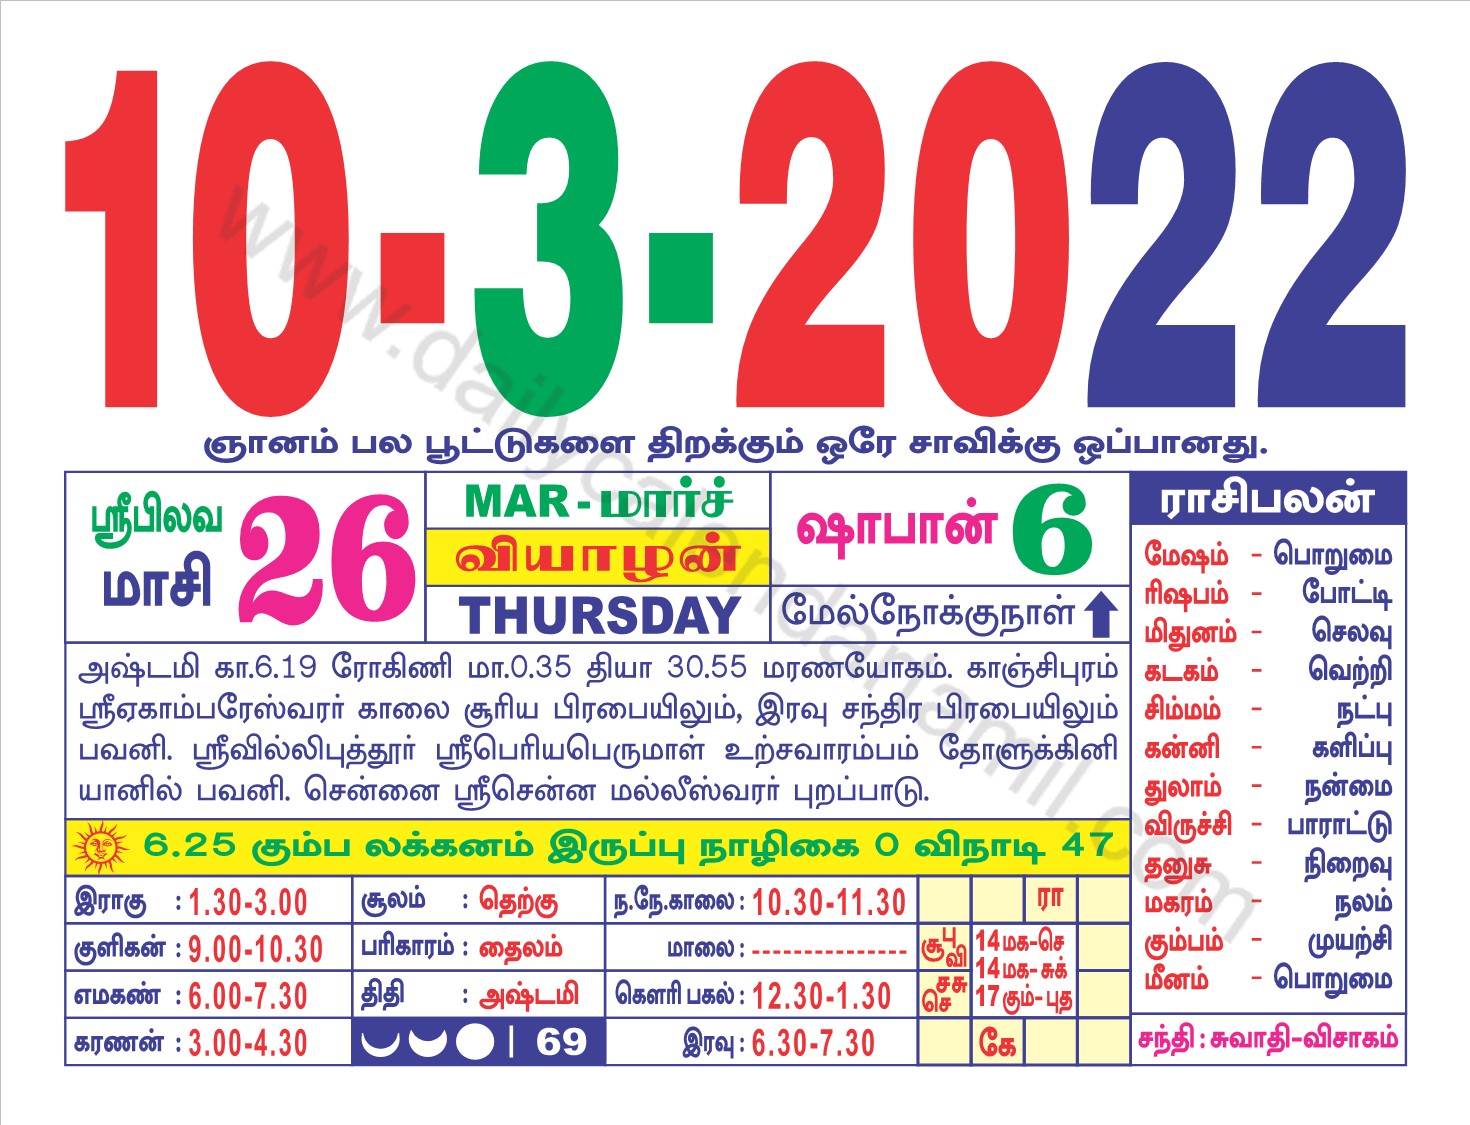 10-3-2022
ஞானம் பல பூட்டுகளை திறக்கும் ஒரே சாவிக்கு ஒப்பானது.
ஸ்ரீபிலவ
மாசி 26
MAR - மார்ச்
வியாழன்
THURSDAY
ஷாபான் 6
மேல்நோக்குநாள்
அஷ்டமி கா.6.19 ரோகிணி மா.0.35 தியா 30.55 மரணயோகம். காஞ்சிபுரம்
ஸ்ரீஏகாம்பரேஸ்வரர் காலை சூரிய பிரபையிலும், இரவு சந்திர பிரபையிலும்
பவனி. ஸ்ரீவில்லிபுத்தூர் ஸ்ரீபெரியபெருமாள் உற்சவாரம்பம் தோளுக்கினி
யானில் பவனி. சென்னை ஸ்ரீசென்ன மல்லீஸ்வரர் புறப்பாடு.
6.25 கும்ப லக்கனம் இருப்பு நாழிகை 0 விநாடி 47
இராகு : 1.30-3.00
குளிகன் : 9.00-10.30
எமகண் : 6.00-7.30
கரணன் : 3.00-4.30
சூலம் : தெற்கு
பரிகாரம் : தைலம்
திதி : அஷ்டமி
| 69
ந.நே.காலை : 10.30-11.30
மாலை : ---------------
கௌரி பகல் : 12.30-1.30
இரவு : 6.30-7.30
ரா
சூ பு வி
14 மக-செ
14 மக-சுக்
17 கும்- புத
ச சு செ
கே
ராசிபலன்
மேஷம் - பொறுமை
ரிஷபம் - போட்டி
மிதுனம் - செலவு
கடகம் - வெற்றி
சிம்மம் - நட்பு
கன்னி - களிப்பு
துலாம் - நன்மை
விருச்சி - பாராட்டு
தனுசு - நிறைவு
மகரம் - நலம்
கும்பம் - முயற்சி
மீனம் - பொறுமை
சந்தி : சுவாதி-விசாகம்
www.dailycalendartamil.com